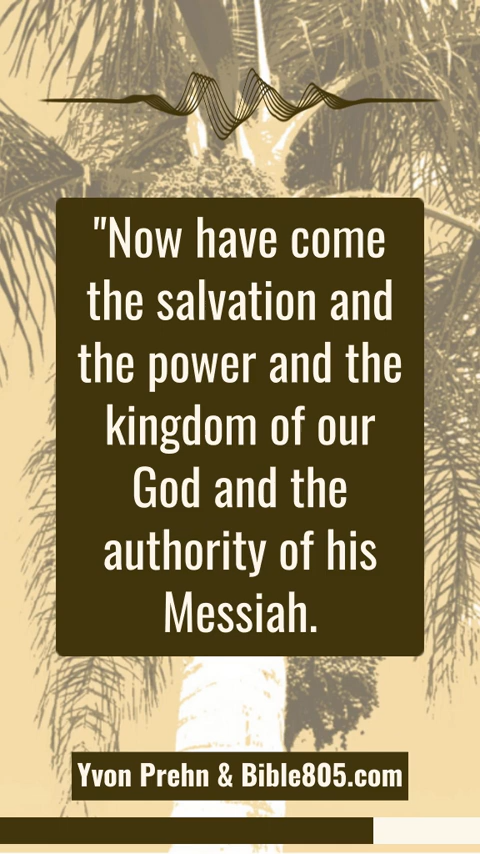 "Now have come
the salvation and
the power and the
kingdom of our
God and the
authority of his
Messiah.
Yvon Prehn & Bible805.com